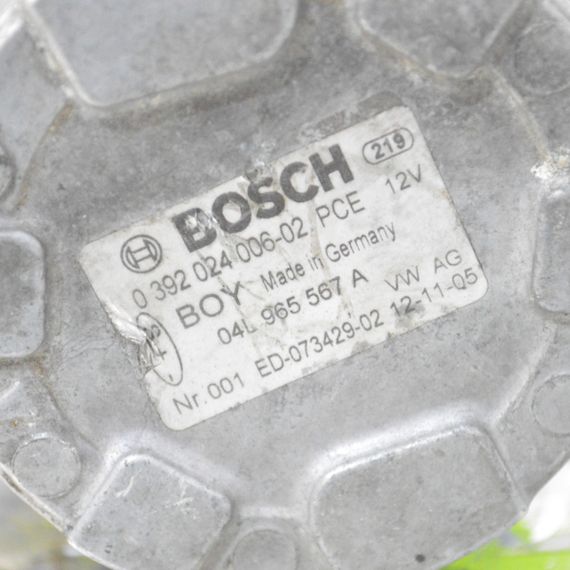 BOSCH 219
0 392 024 006-02 PCE 12V
BOY Made in Germany
04L 965 567 A VW AG
Nr.001 ED-073429-02 12-11-05